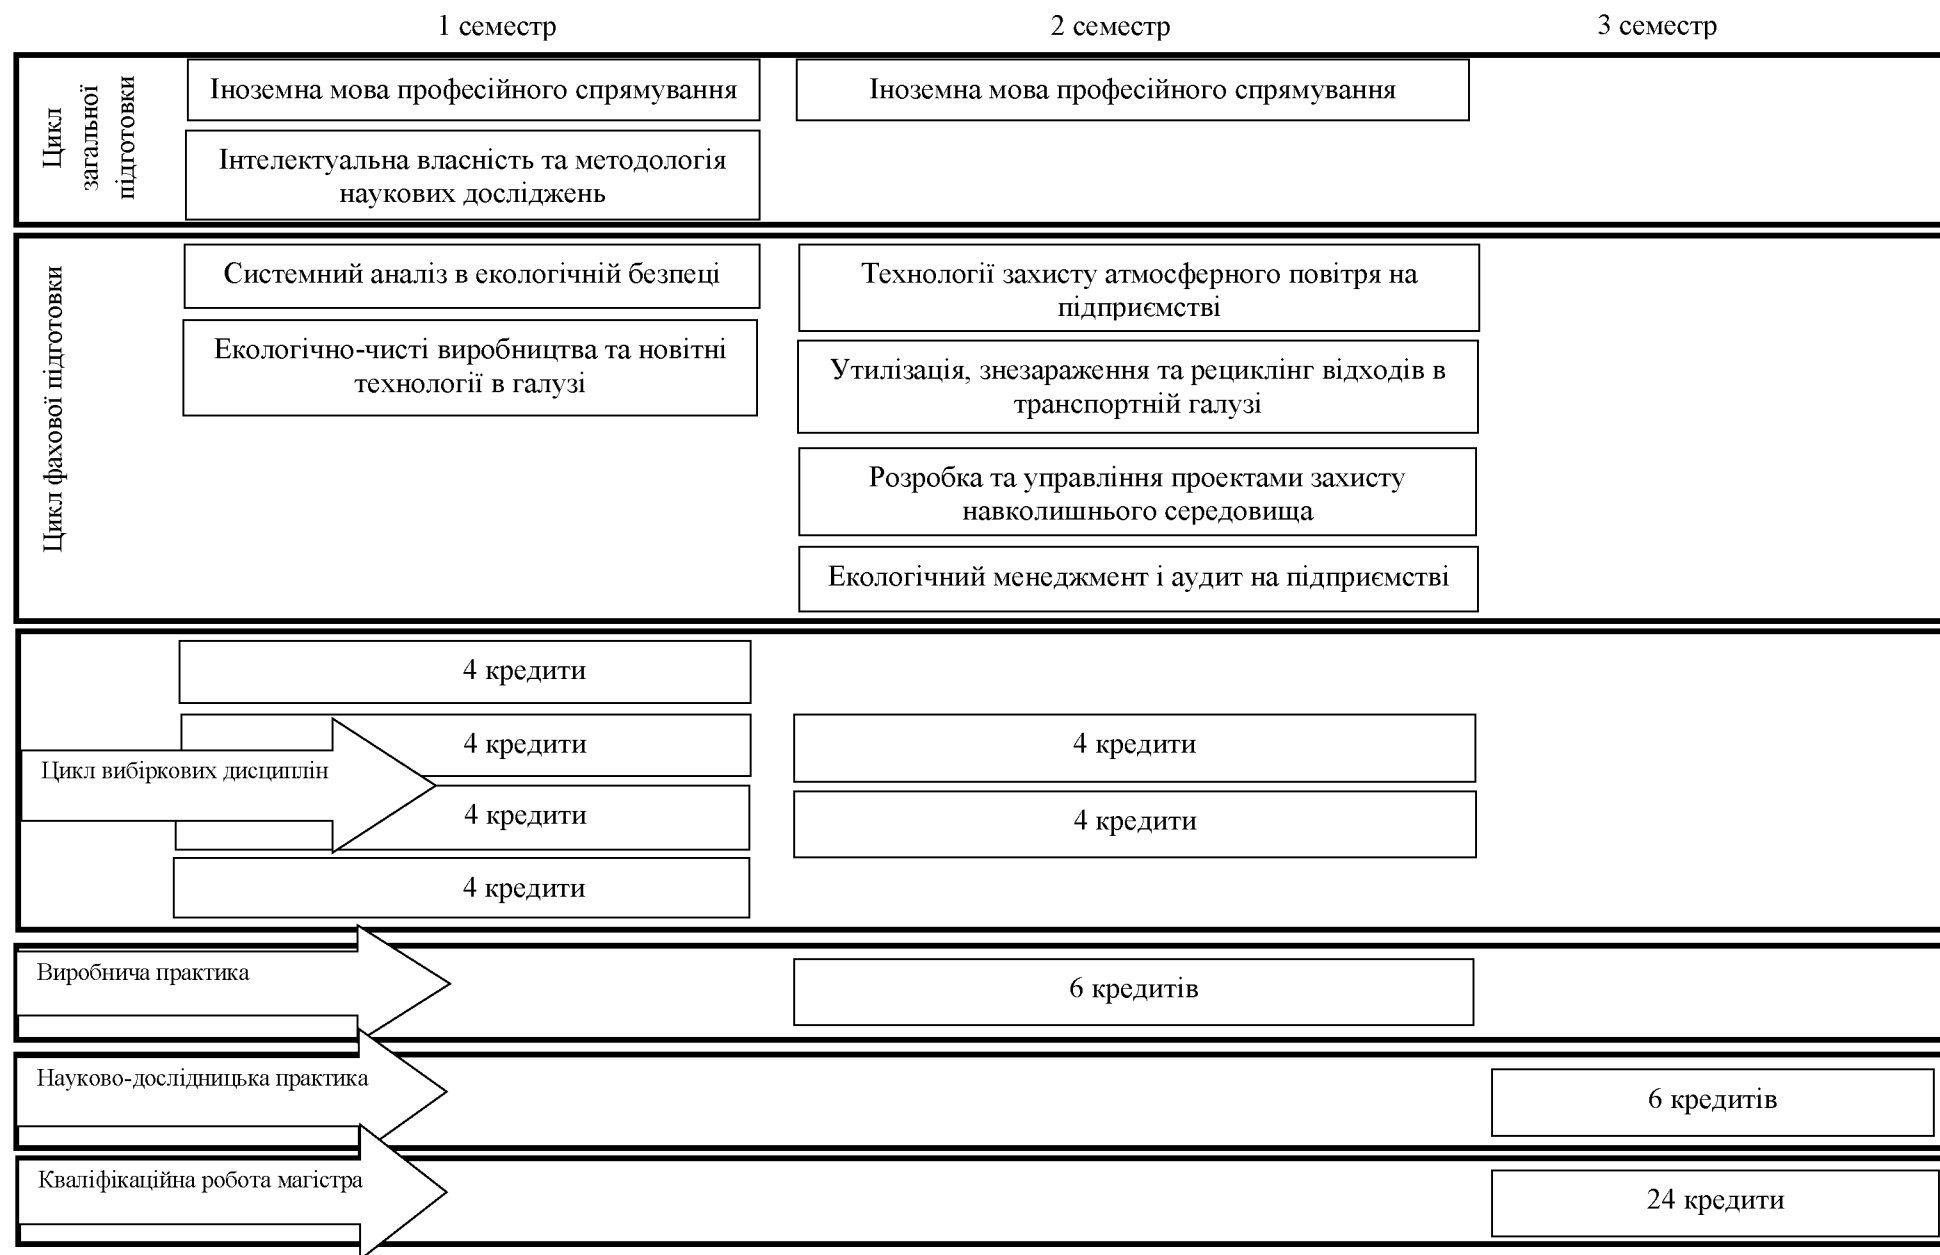 1 семестр
2 семестр
3 семестр
Цикл
загальної
підготовки
Іноземна мова професійного спрямування
Іноземна мова професійного спрямування
Інтелектуальна власність та методологія
наукових досліджень
Цикл фахової підготовки
Системний аналіз в екологічній безпеці
Екологічно-чисті виробництва та новітні
технології в галузі
Технології захисту атмосферного повітря на
підприємстві
Утилізація, знезараження та рециклінг відходів в
транспортній галузі
Розробка та управління проектами захисту
навколишнього середовища
Екологічний менеджмент і аудит на підприємстві
Цикл вибіркових дисциплін
4 кредити
4 кредити
4 кредити
4 кредити
4 кредити
4 кредити
Виробнича практика
6 кредитів
Науково-дослідницька практика
6 кредитів
Кваліфікаційна робота магістра
24 кредити